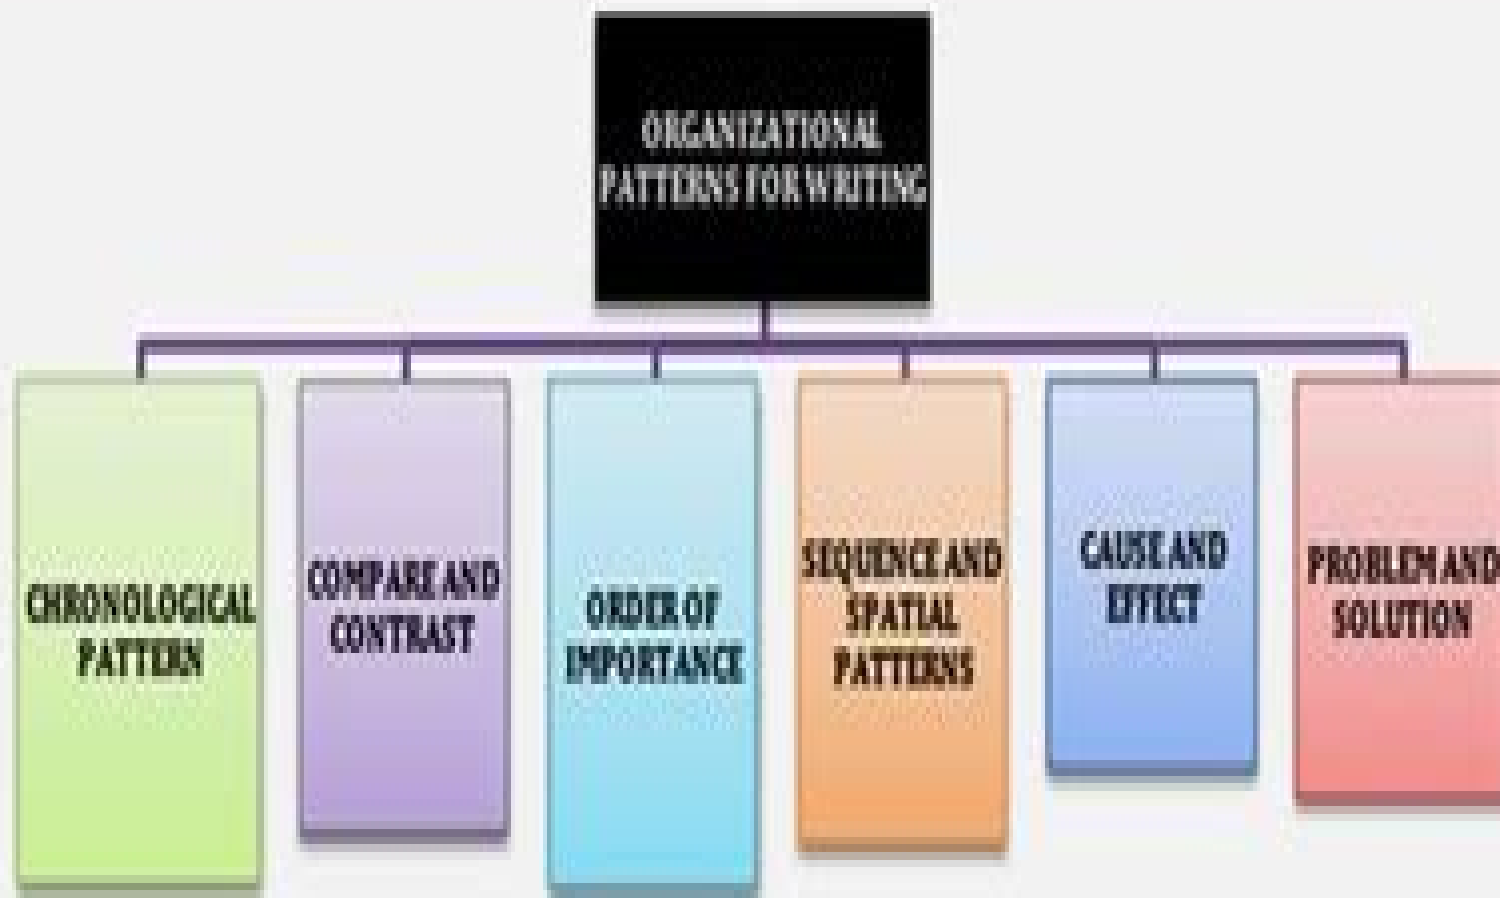 ORGANIZATIONAL
PATTERNS FOR WRITING
CHRONOLOGICAL
PATTERN
COMPARE AND
CONTRAST
ORDER OF
IMPORTANCE
SEQUENCE AND
SPATIAL
PATTERNS
CAUSE AND
EFFECT
PROBLEM AND
SOLUTION